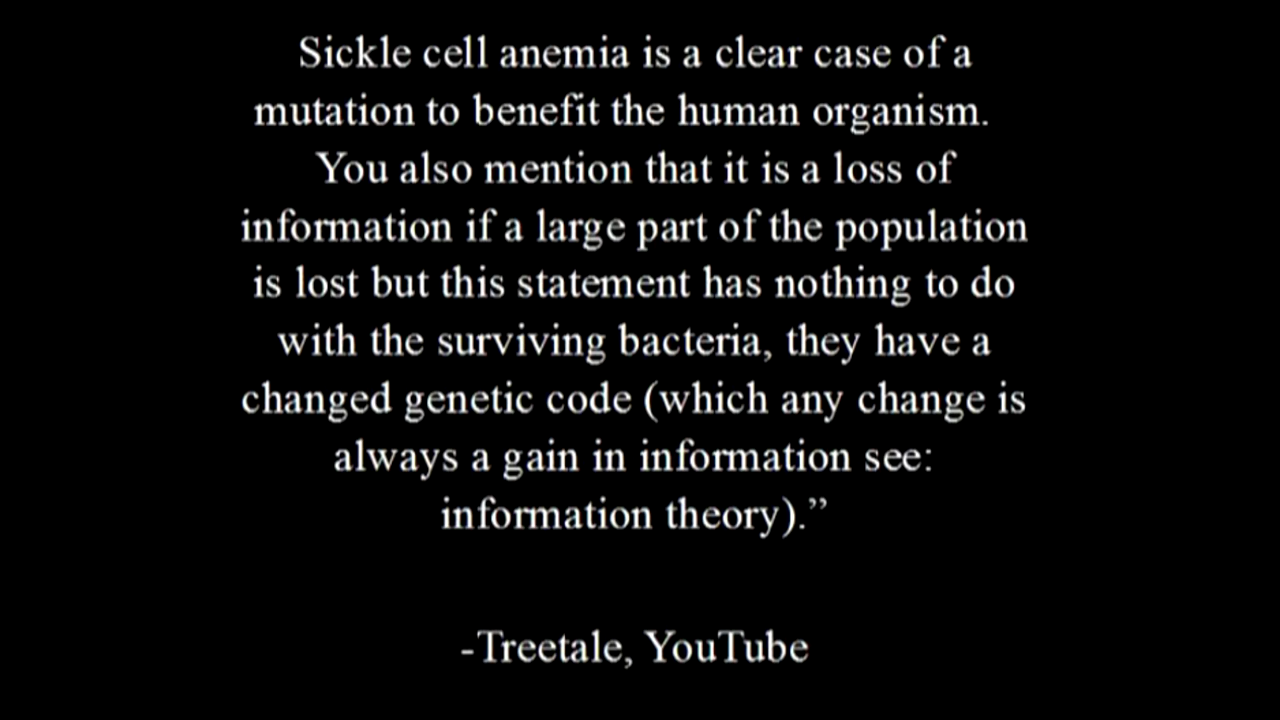 Sickle cell anemia is a clear case of a
mutation to benefit the human organism.
You also mention that it is a loss of
information if a large part of the population
is lost but this statement has nothing to do
with the surviving bacteria, they have a
changed genetic code (which any change is
always a gain in information see:
information theory).”
-Treetale, YouTube